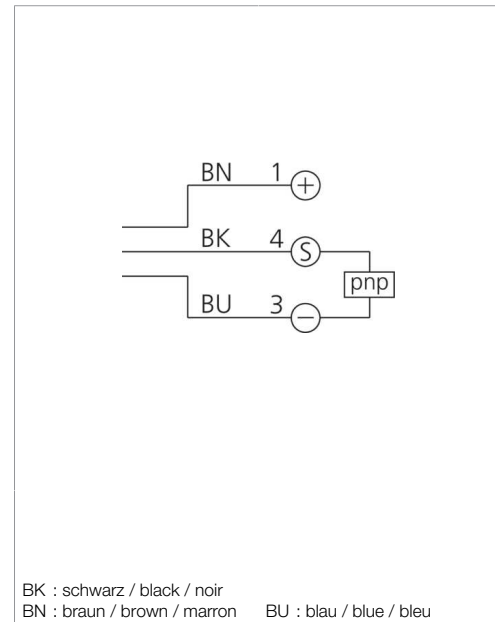 BN 1 +
BK 4 S
pnp
BU 3 −
BK : schwarz / black / noir
BN : braun / brown / marron BU : blau / blue / bleu